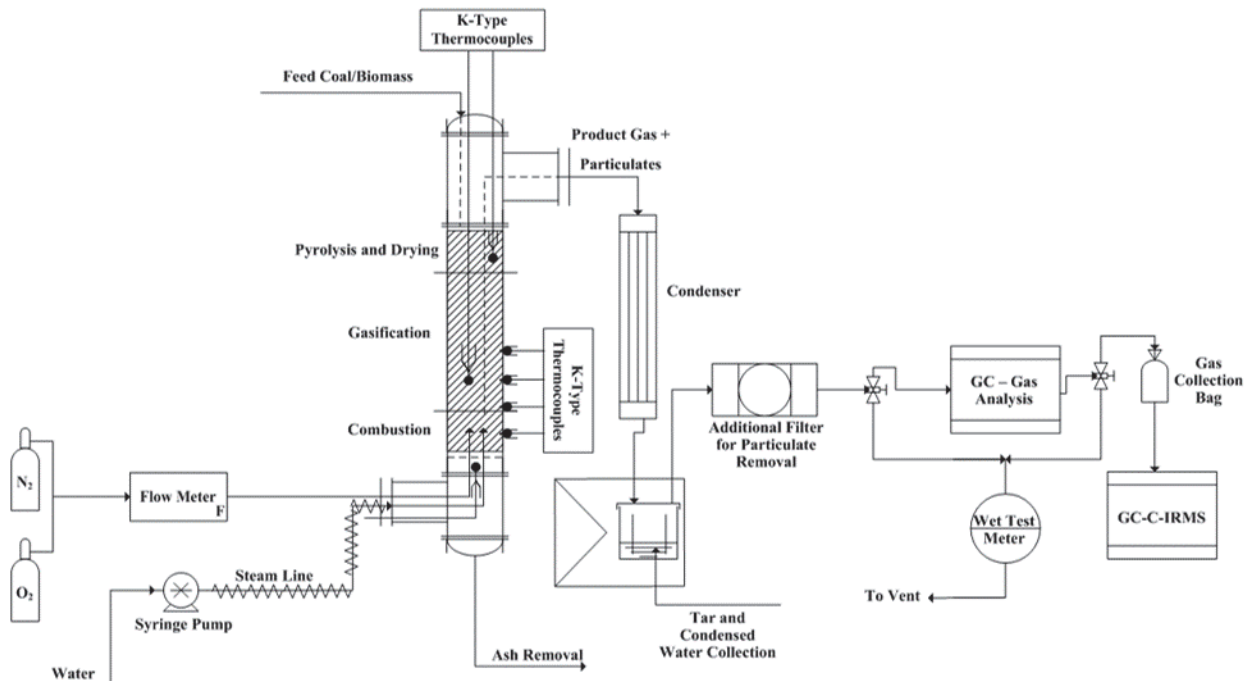 K-Type
Thermocouples
Feed Coal/Biomass
Product Gas +
Particulates
Pyrolysis and Drying
Condenser
Gasification
K-Type
Thermocouples
GC – Gas
Analysis
Gas
Collection
Bag
Combustion
Additional Filter
for Particulate
Removal
N₂
Flow Meter
F
GC-C-IRMS
Wet Test
Meter
O₂
Steam Line
Syringe Pump
To Vent
Tar and
Condensed
Water Collection
Ash Removal
Water